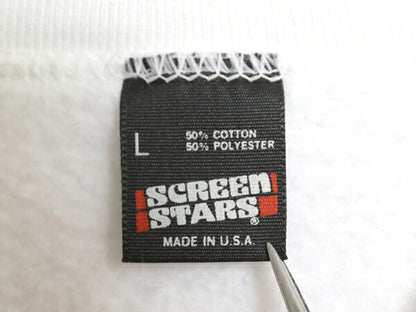 L
50% COTTON
50% POLYESTER
SCREEN
STARS®
MADE IN U.S.A.